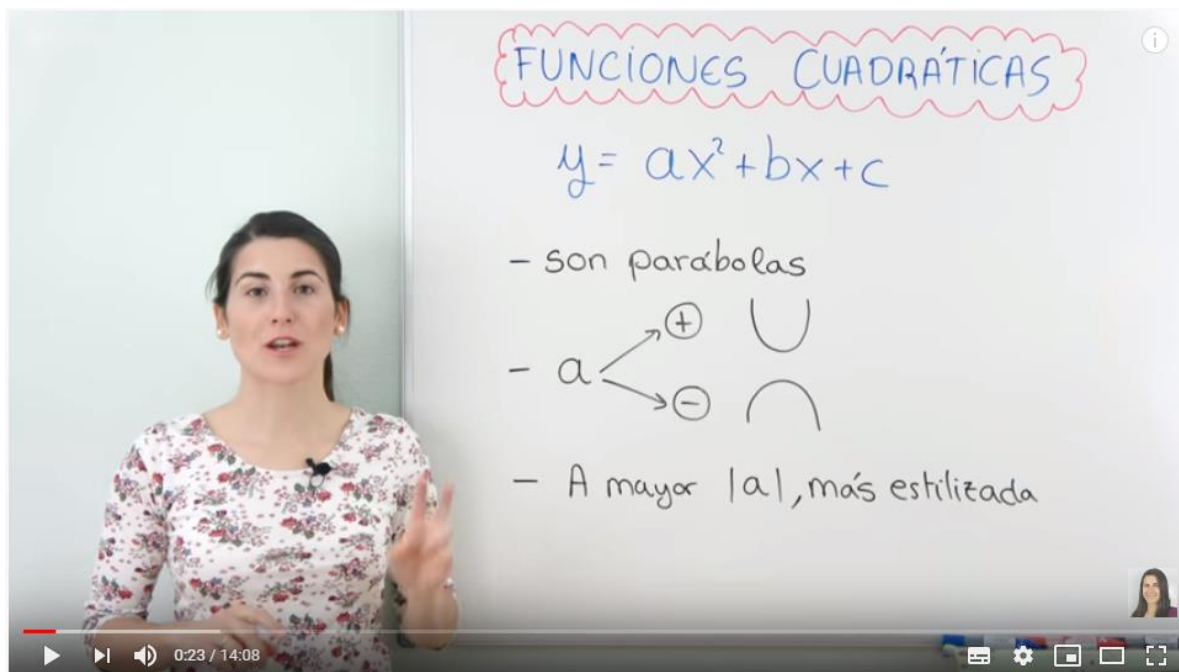 FUNCIONES CUADRÁTICAS
y = ax² + bx + c
- son parábolas
- a
+
-
- A mayor |a|, más estilizada
0:23 / 14:08